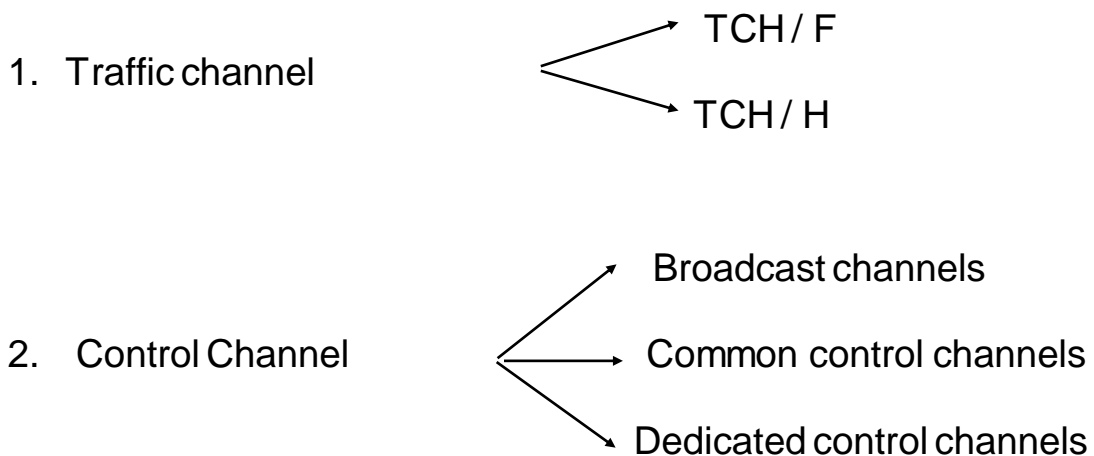 TCH / F
1. Traffic channel
TCH / H
Broadcast channels
2. Control Channel
Common control channels
Dedicated control channels